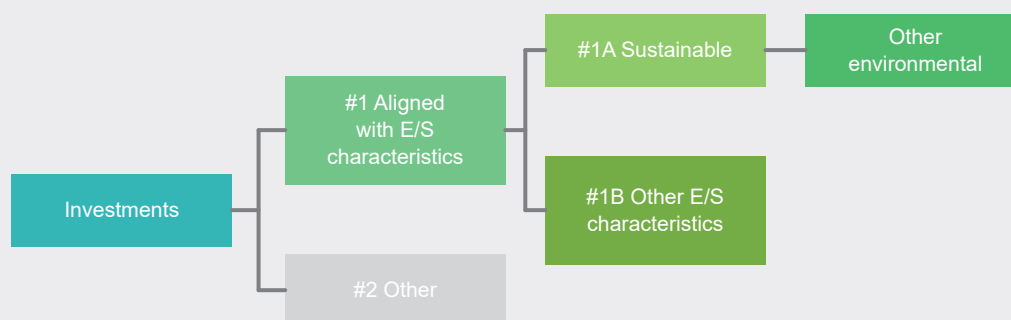 #1A Sustainable
Other
environmental
#1 Aligned
with E/S
characteristics
#1B Other E/S
characteristics
Investments
#2 Other